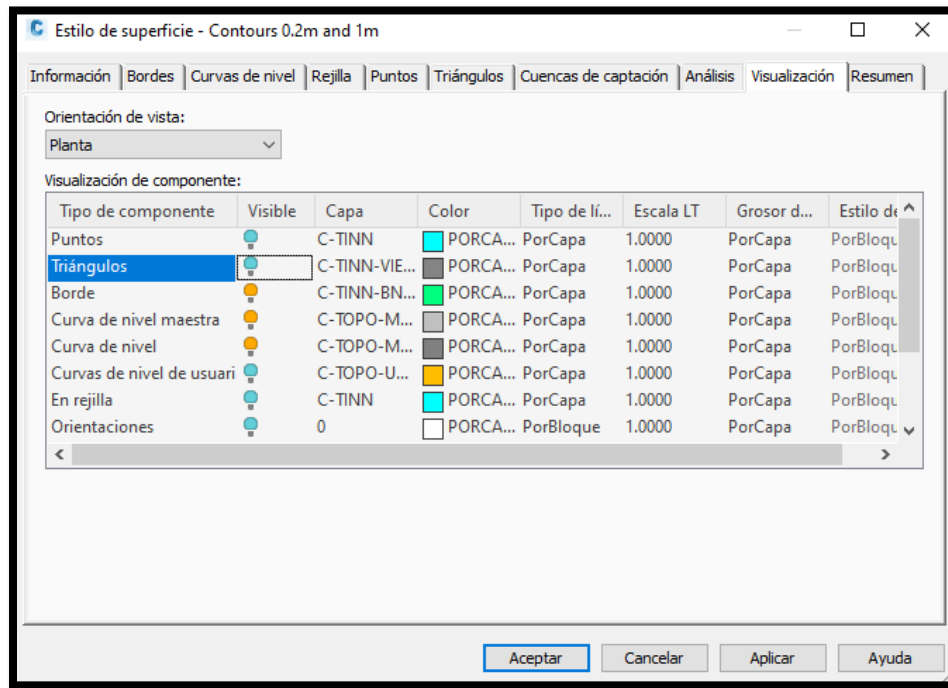 Estilo de superficie - Contours 0.2m and 1m
Información Bordes Curvas de nivel Rejilla Puntos Triángulos Cuencas de captación Análisis Visualización Resumen
Orientación de vista:
Planta
Visualización de componente:
Tipo de componente Visible Capa Color Tipo de lí... Escala LT Grosor d... Estilo de
Puntos C-TINN PORCA... PorCapa 1.0000 PorCapa PorBloqu
Triángulos C-TINN-VIE... PORCA... PorCapa 1.0000 PorCapa PorBloqu
Borde C-TINN-BN... PORCA... PorCapa 1.0000 PorCapa PorBloqu
Curva de nivel maestra C-TOPO-M... PORCA... PorCapa 1.0000 PorCapa PorBloqu
Curva de nivel C-TOPO-M... PORCA... PorCapa 1.0000 PorCapa PorBloqu
Curvas de nivel de usuari C-TOPO-U... PORCA... PorCapa 1.0000 PorCapa PorBloqu
En rejilla C-TINN PORCA... PorCapa 1.0000 PorCapa PorBloqu
Orientaciones 0 PORCA... PorBloque 1.0000 PorCapa PorBloqu
Aceptar Cancelar Aplicar Ayuda